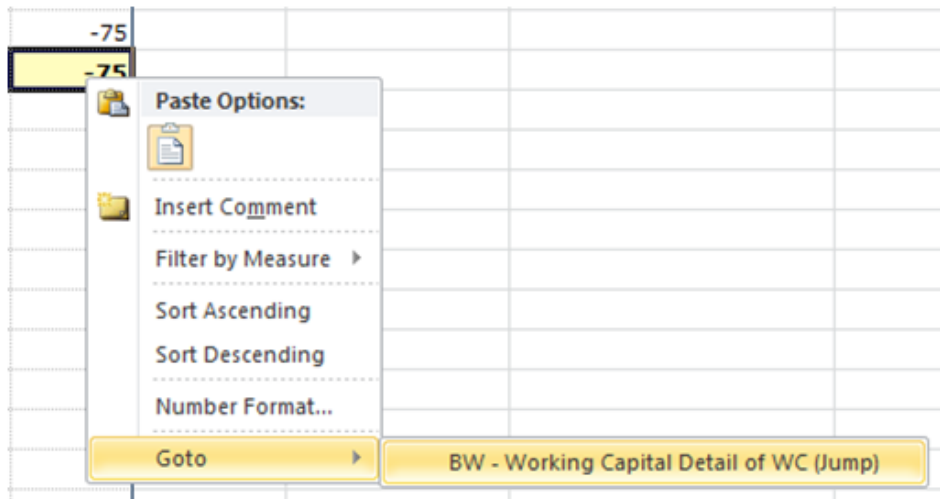 -75
-75
Paste Options:
Insert Comment
Filter by Measure
Sort Ascending
Sort Descending
Number Format...
Goto
BW - Working Capital Detail of WC (Jump)